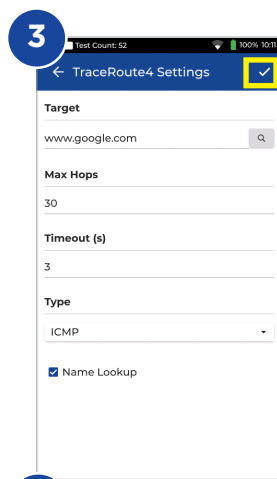 3
Test Count: 52 100% 10:11
TraceRoute4 Settings
Target
www.google.com
Max Hops
30
Timeout (s)
3
Type
ICMP
Name Lookup